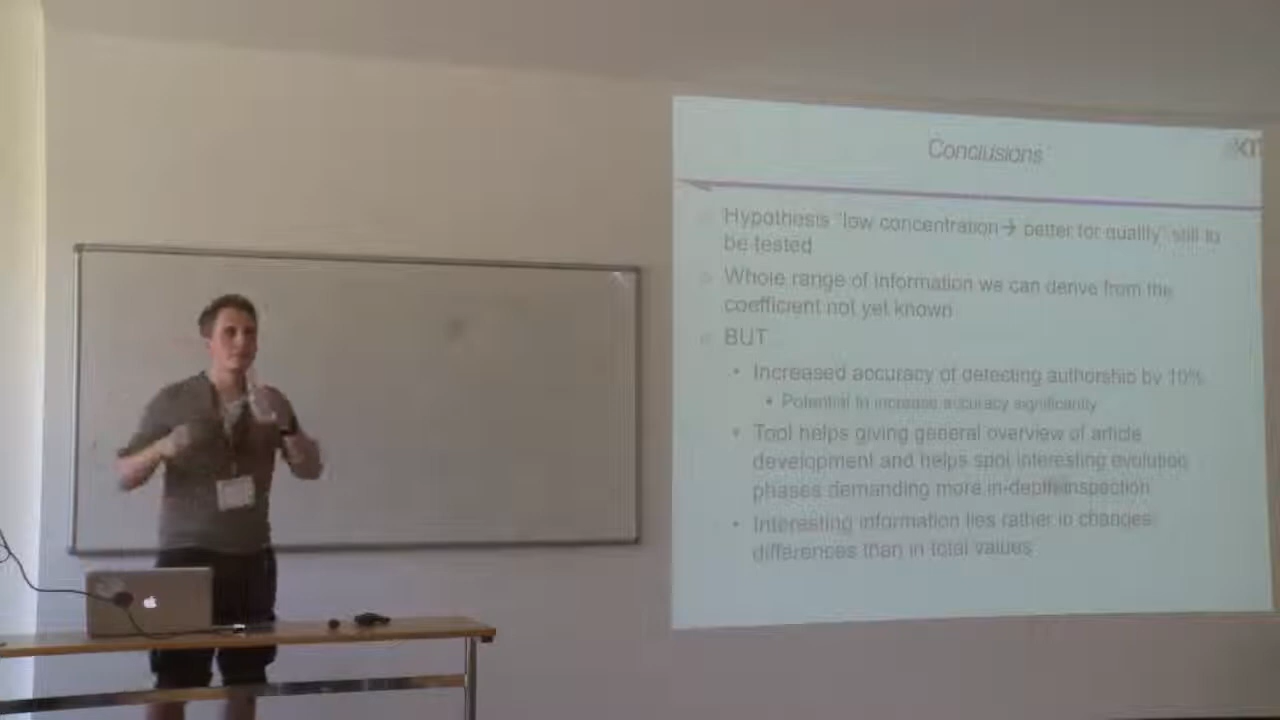 Conclusions
KIT
Hypothesis "low concentration → better for quality" still to
be tested
Whole range of information we can derive from the
coefficient not yet known
BUT
Increased accuracy of detecting authorship by 10%
Potential to increase accuracy significantly
Tool helps giving general overview of article
development and helps spot interesting evolution
phases demanding more in-depth inspection
Interesting information lies rather in changes
differences than in total values